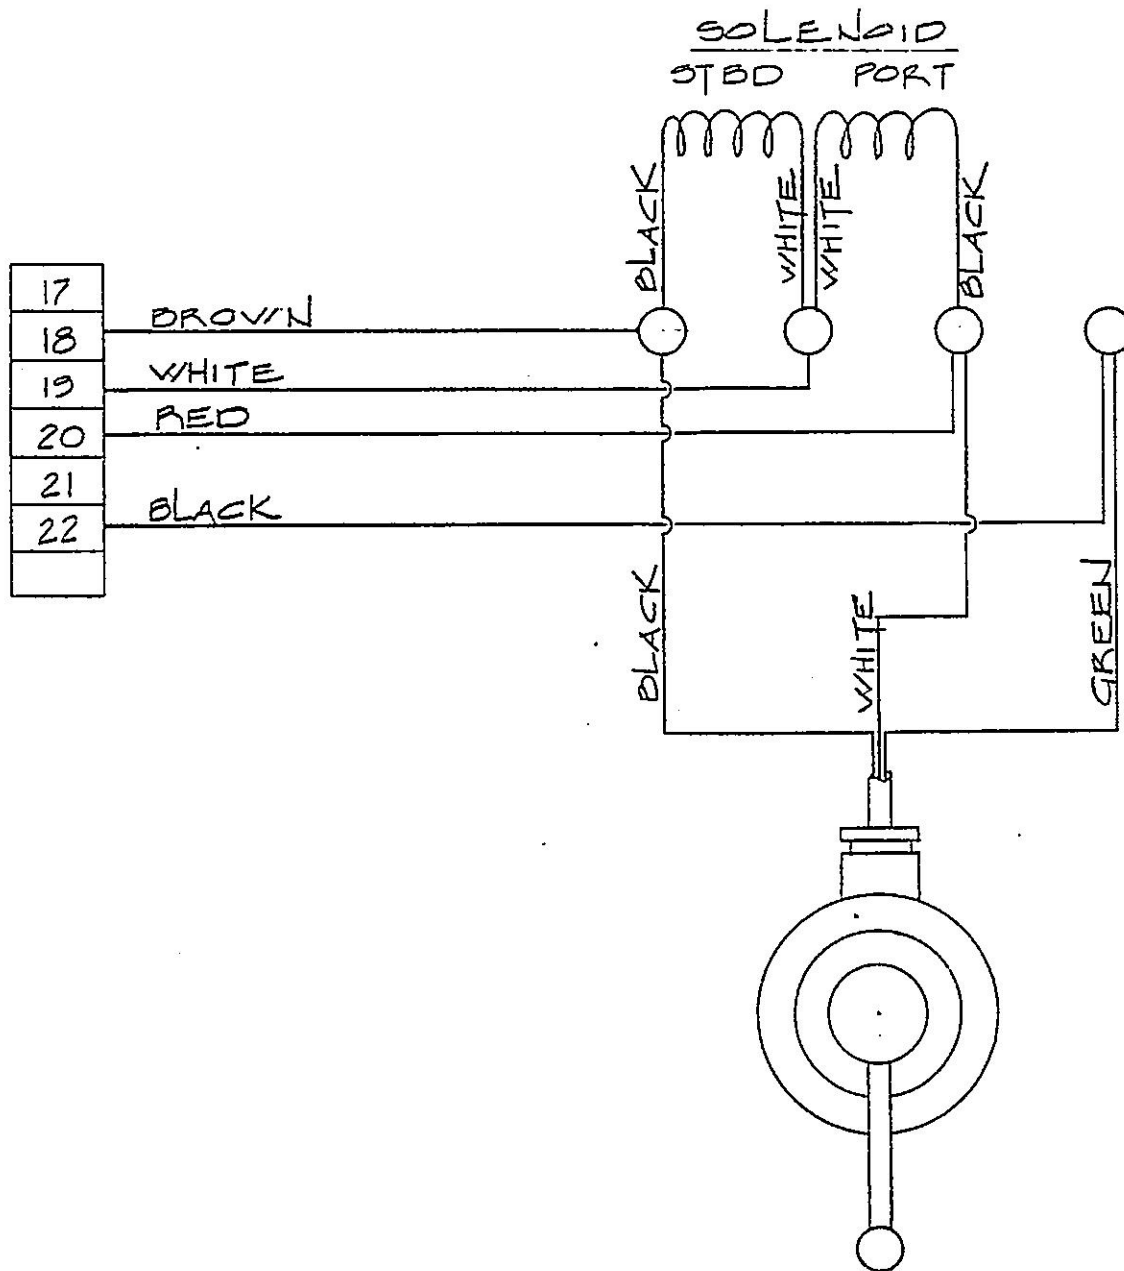 SOLENOID
STBD PORT
BLACK
WHITE
WHITE
BLACK
17
18 BROWN
19 WHITE
20 RED
21
22 BLACK
BLACK
WHITE
GREEN